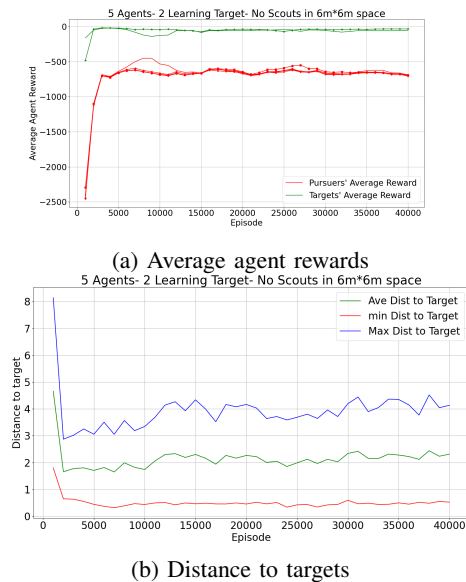 5 Agents- 2 Learning Target- No Scouts in 6m*6m space
0
−500
−1000
−1500
−2000
−2500
Average Agent Reward
Pursuers' Average Reward
Targets' Average Reward
0 5000 10000 15000 20000 25000 30000 35000 40000
Episode
(a) Average agent rewards
5 Agents- 2 Learning Target- No Scouts in 6m*6m space
8
7
6
5
4
3
2
1
0
Distance to target
Ave Dist to Target
min Dist to Target
Max Dist to Target
0 5000 10000 15000 20000 25000 30000 35000 40000
Episode
(b) Distance to targets